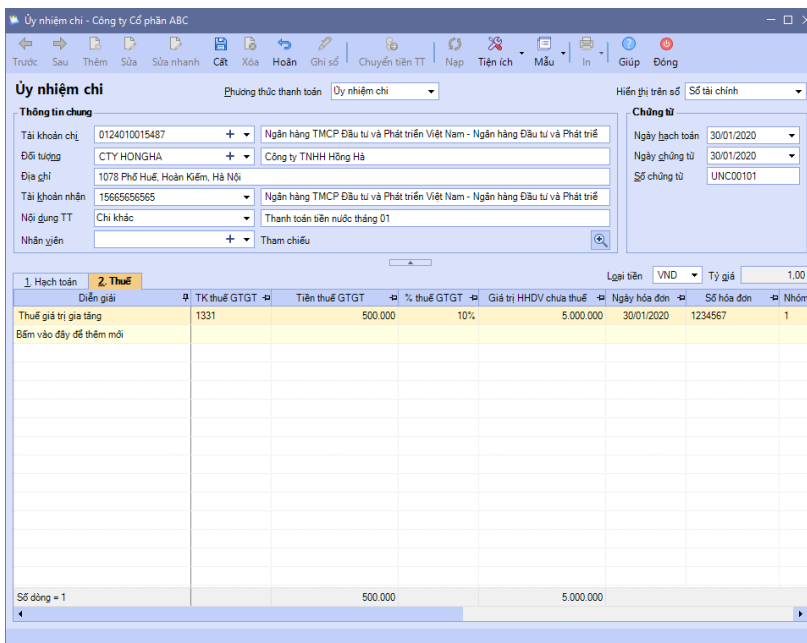 Ủy nhiệm chi - Công ty Cổ phần ABC
Trước Sau Thêm Sửa Sửa nhanh Cất Xóa Hoãn Ghi sổ Chuyển tiền TT Nạp Tiện ích Mẫu In Giúp Đóng
Ủy nhiệm chi Phương thức thanh toán Ủy nhiệm chi Hiển thị trên sổ Sổ tài chính
Thông tin chung Chứng từ
Tài khoản chi 0124010015487 Ngân hàng TMCP Đầu tư và Phát triển Việt Nam - Ngân hàng Đầu tư và Phát triể Ngày hạch toán 30/01/2020
Đối tượng CTY HONGHA Công ty TNHH Hồng Hà Ngày chứng từ 30/01/2020
Địa chỉ 1078 Phố Huế, Hoàn Kiếm, Hà Nội Số chứng từ UNC00101
Tài khoản nhận 15665656565 Ngân hàng TMCP Đầu tư và Phát triển Việt Nam - Ngân hàng Đầu tư và Phát triể
Nội dung TT Chi khác Thanh toán tiền nước tháng 01
Nhân viên Tham chiếu
1. Hạch toán 2. Thuế Loại tiền VND Tỷ giá 1,00
Diễn giải TK thuế GTGT Tiền thuế GTGT % thuế GTGT Giá trị HHDV chưa thuế Ngày hóa đơn Số hóa đơn Nhóm
Thuế giá trị gia tăng 1331 500.000 10% 5.000.000 30/01/2020 1234567 1
Bấm vào đây để thêm mới
Số dòng = 1 500.000 5.000.000